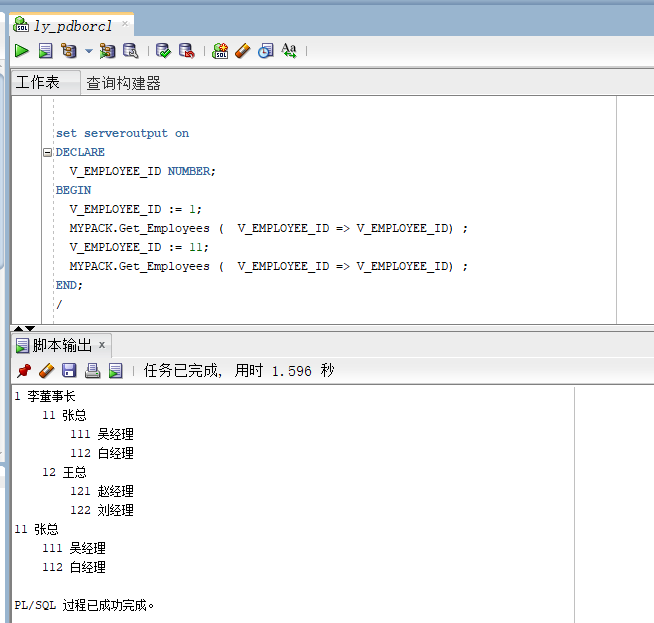 ly_pdborcl
工作表 查询构建器
set serveroutput on
DECLARE
  V_EMPLOYEE_ID NUMBER;
BEGIN
  V_EMPLOYEE_ID := 1;
  MYPACK.Get_Employees (  V_EMPLOYEE_ID => V_EMPLOYEE_ID) ;
  V_EMPLOYEE_ID := 11;
  MYPACK.Get_Employees (  V_EMPLOYEE_ID => V_EMPLOYEE_ID) ;
END;
/
脚本输出 x
任务已完成, 用时 1.596 秒
1 李董事长
    11 张总
        111 吴经理
        112 白经理
    12 王总
        121 赵经理
        122 刘经理
11 张总
    111 吴经理
    112 白经理
PL/SQL 过程已成功完成。